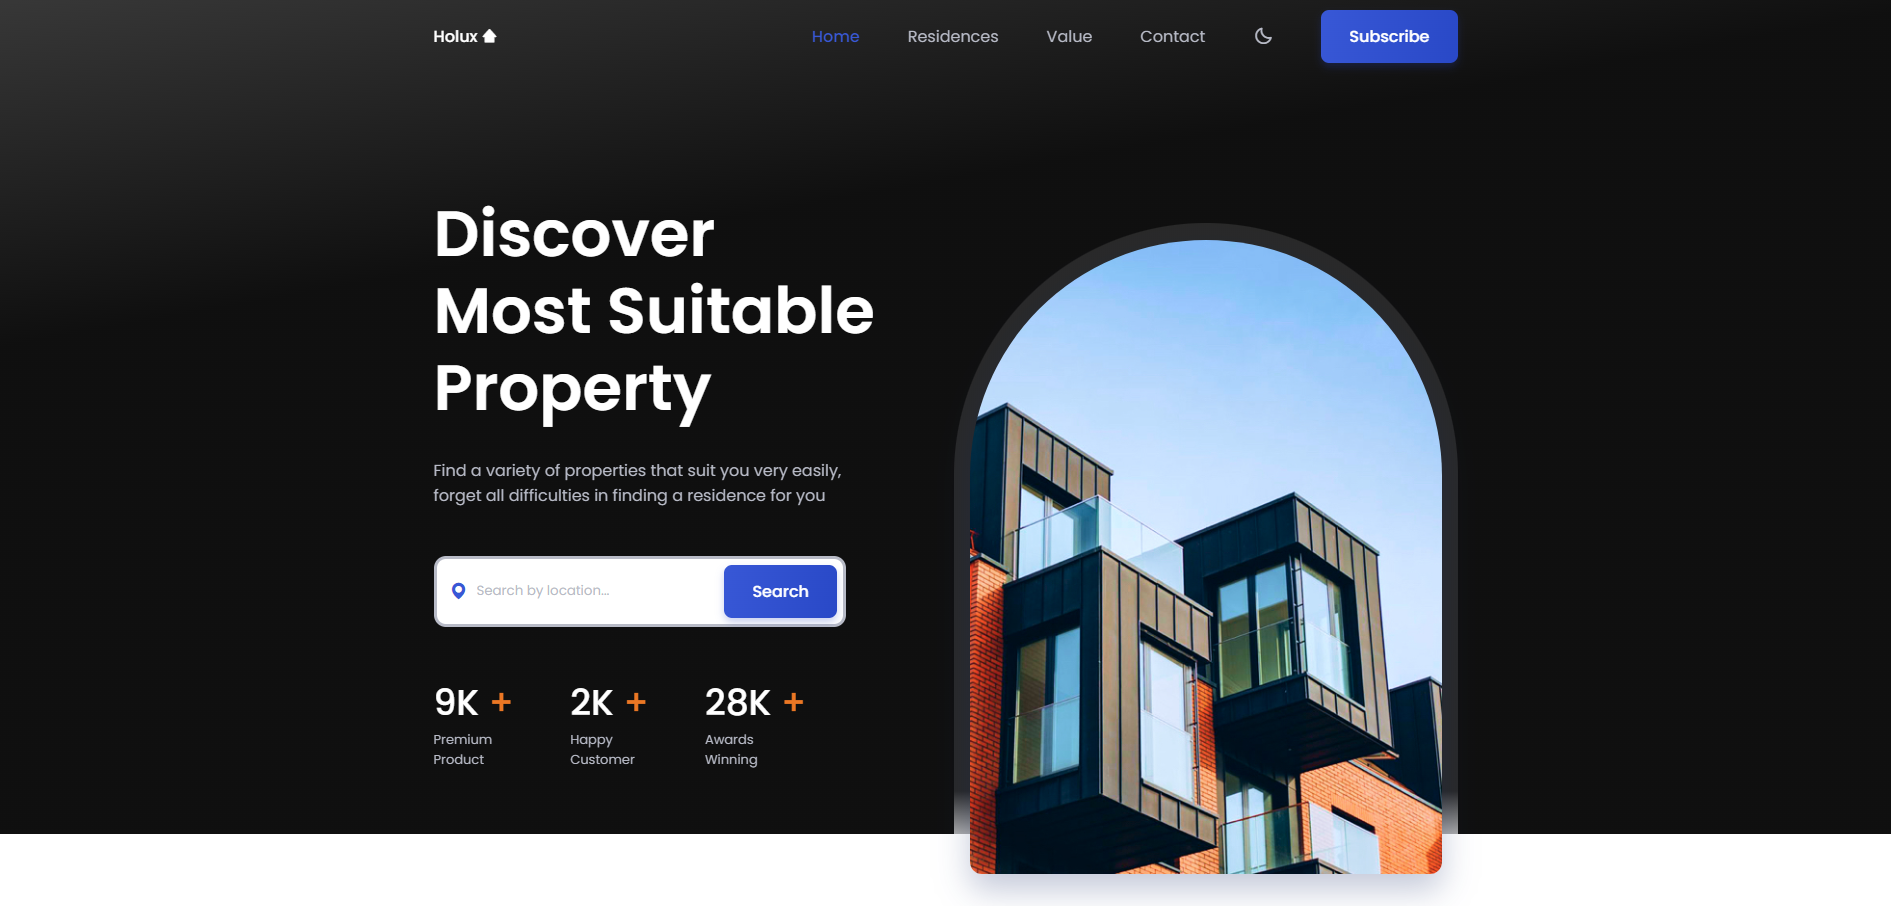 Holux
Home
Residences
Value
Contact
Subscribe
Discover
Most Suitable
Property
Find a variety of properties that suit you very easily,
forget all difficulties in finding a residence for you
Search by location...
Search
9K +
Premium
Product
2K +
Happy
Customer
28K +
Awards
Winning